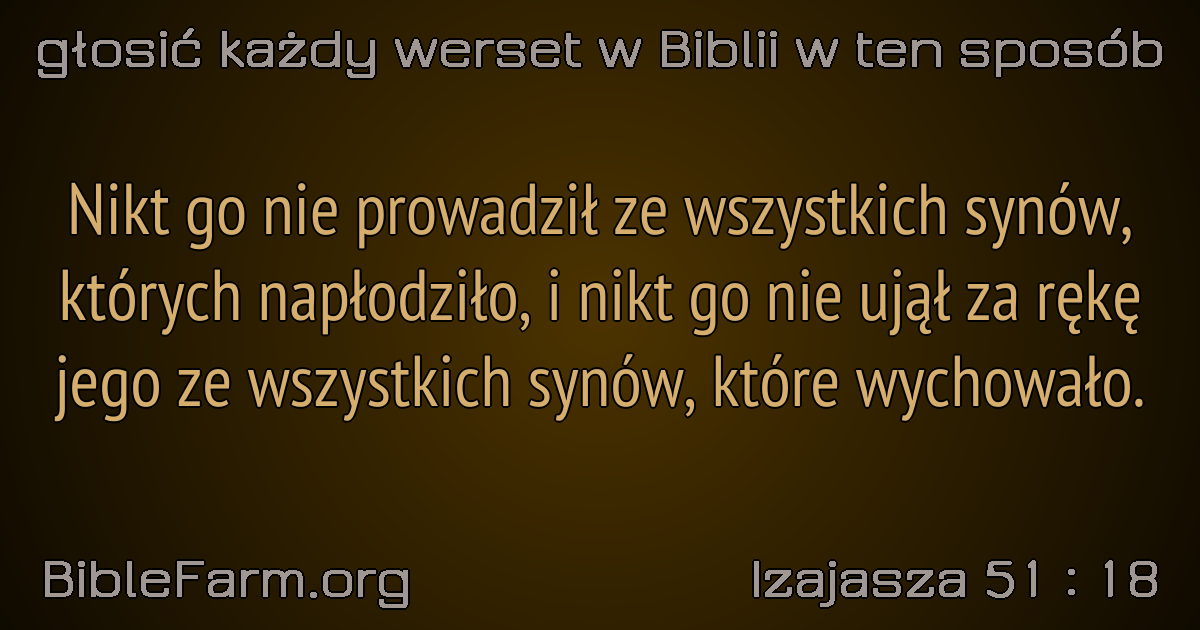 głosić każdy werset w Biblii w ten sposób
Nikt go nie prowadził ze wszystkich synów,
których napłodziło, i nikt go nie ujął za rękę
jego ze wszystkich synów, które wychowało.
BibleFarm.org
Izajasza 51 : 18